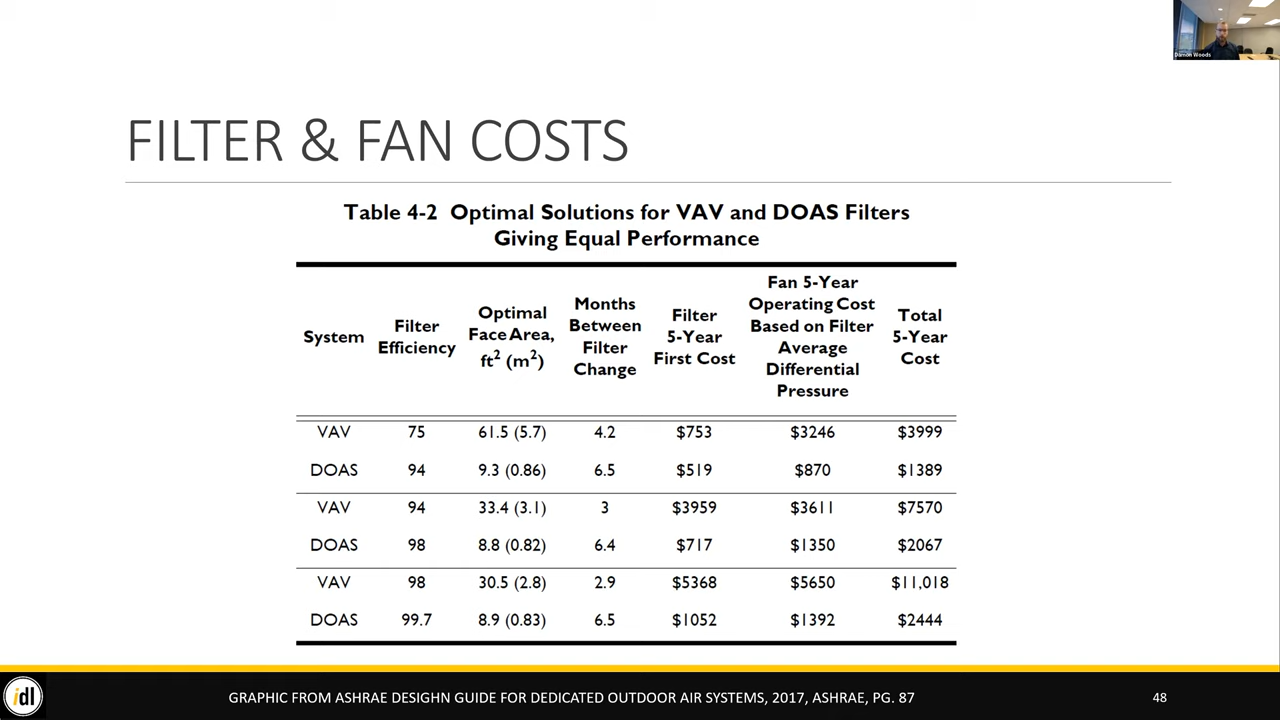 Damon Woods
FILTER & FAN COSTS
Table 4-2 Optimal Solutions for VAV and DOAS Filters
Giving Equal Performance
System
Filter
Efficiency
Optimal
Face Area,
ft² (m²)
Months
Between
Filter
Change
Filter
5-Year
First Cost
Fan 5-Year
Operating Cost
Based on Filter
Average
Differential
Pressure
Total
5-Year
Cost
VAV 75 61.5 (5.7) 4.2 $753 $3246 $3999
DOAS 94 9.3 (0.86) 6.5 $519 $870 $1389
VAV 94 33.4 (3.1) 3 $3959 $3611 $7570
DOAS 98 8.8 (0.82) 6.4 $717 $1350 $2067
VAV 98 30.5 (2.8) 2.9 $5368 $5650 $11,018
DOAS 99.7 8.9 (0.83) 6.5 $1052 $1392 $2444
idl
GRAPHIC FROM ASHRAE DESIGHN GUIDE FOR DEDICATED OUTDOOR AIR SYSTEMS, 2017, ASHRAE, PG. 87
48